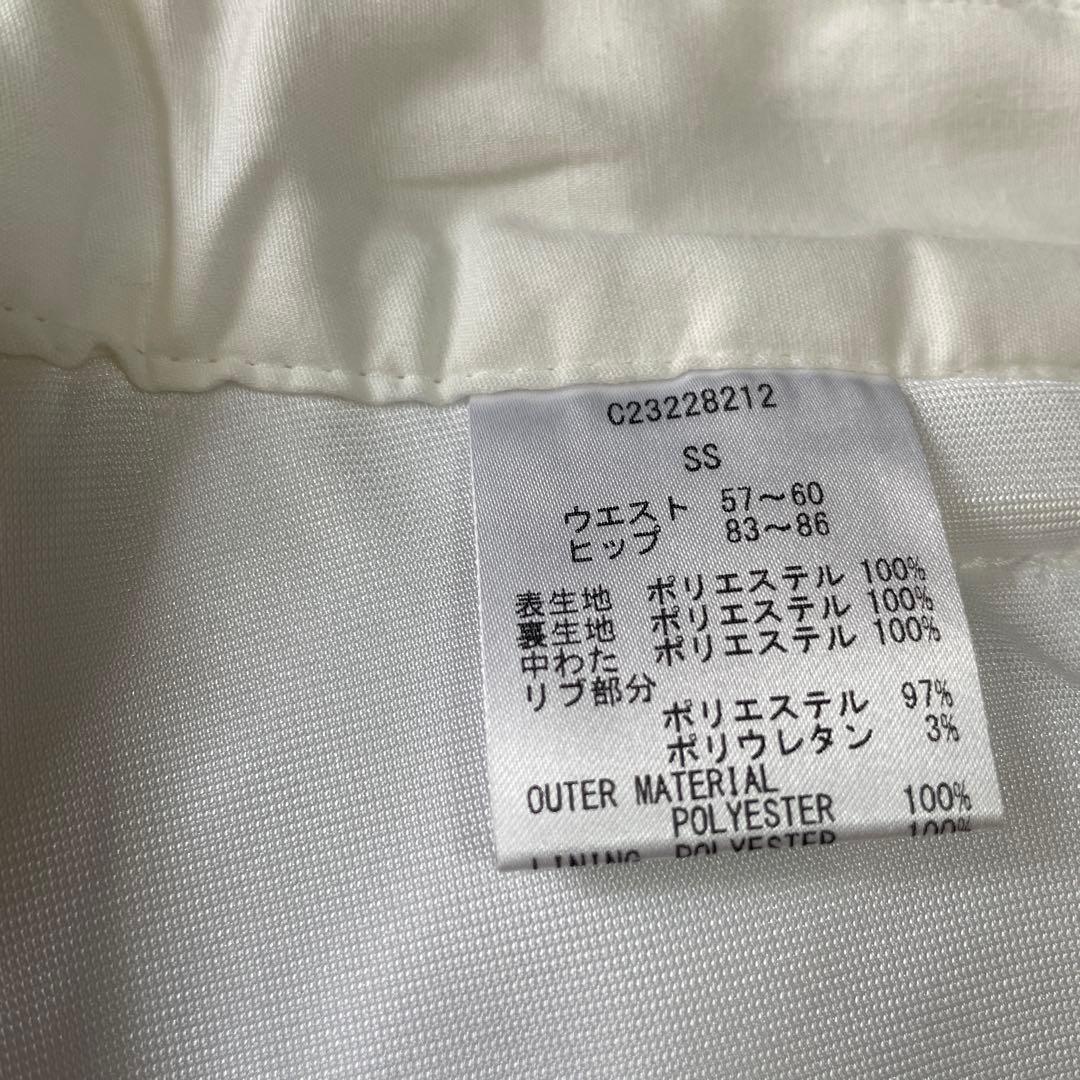 C23228212
SS
ウエスト 57〜60
ヒップ 83〜86
表生地 ポリエステル 100%
裏生地 ポリエステル 100%
中わた ポリエステル 100%
リブ部分
ポリエステル 97%
ポリウレタン 3%
OUTER MATERIAL
POLYESTER 100%
LINING POLYESTER 100%